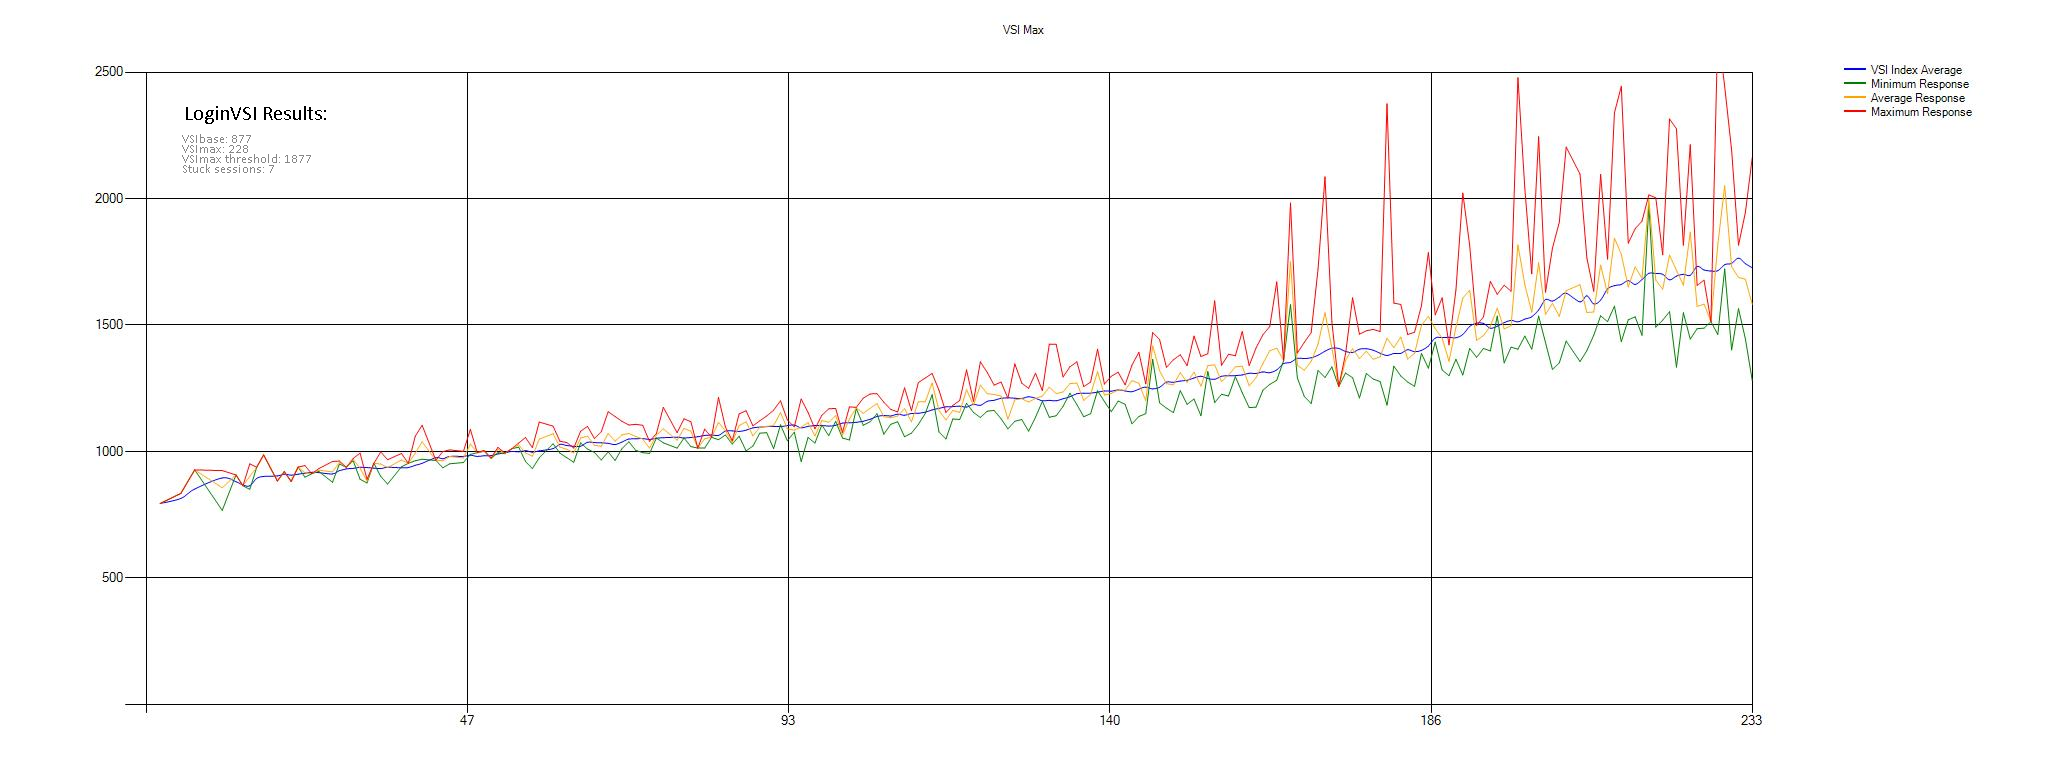 VSI Max
2500
2000
1500
1000
500
LoginVSI Results:
VSIbase: 877
VSImax: 228
VSImax threshold: 1877
Stuck sessions: 7
VSI Index Average
Minimum Response
Average Response
Maximum Response
47
93
140
186
233